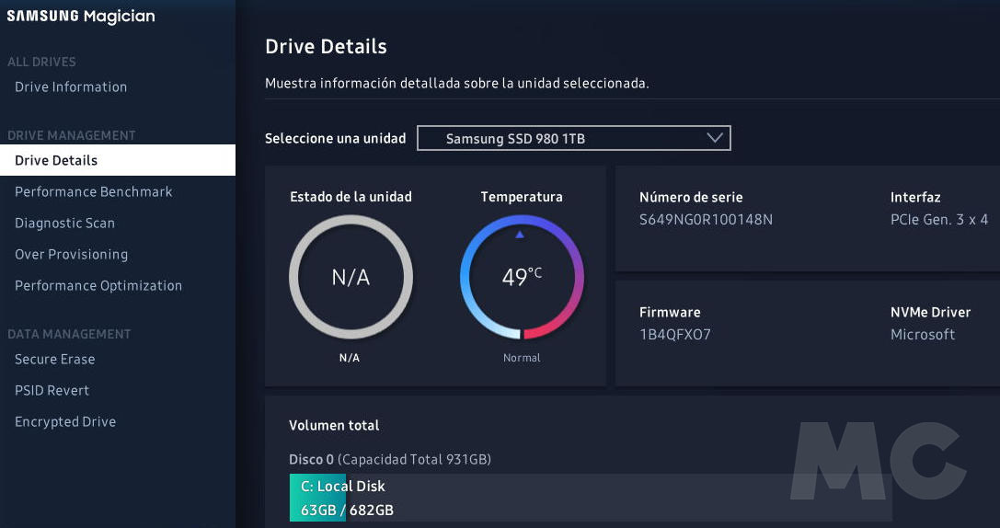 SAMSUNG Magician
ALL DRIVES
Drive Information
DRIVE MANAGEMENT
Drive Details
Performance Benchmark
Diagnostic Scan
Over Provisioning
Performance Optimization
DATA MANAGEMENT
Secure Erase
PSID Revert
Encrypted Drive
Drive Details
Muestra información detallada sobre la unidad seleccionada.
Seleccione una unidad Samsung SSD 980 1TB
Estado de la unidad
N/A
N/A
Temperatura
49°C
Normal
Número de serie
S649NG0R100148N
Interfaz
PCIe Gen. 3 x 4
Firmware
1B4QFXO7
NVMe Driver
Microsoft
Volumen total
Disco 0 (Capacidad Total 931GB)
C: Local Disk
63GB / 682GB
MC